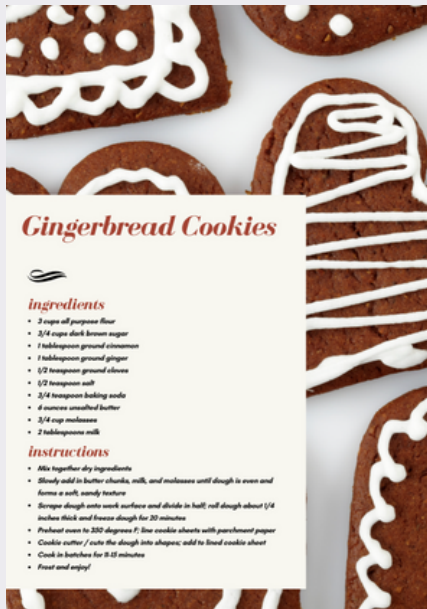 Gingerbread Cookies
ingredients
• 3 cups all purpose flour
• 3/4 cups dark brown sugar
• 1 tablespoon ground cinnamon
• 1 tablespoon ground ginger
• 1/2 teaspoon ground cloves
• 1/2 teaspoon salt
• 3/4 teaspoon baking soda
• 6 ounces unsalted butter
• 3/4 cup molasses
• 2 tablespoons milk
instructions
• Mix together dry ingredients
• Slowly add in butter chunks, milk, and molasses until dough is even and
forms a soft, sandy texture
• Scrape dough onto work surface and divide in half; roll dough about 1/4
inches thick and freeze dough for 20 minutes
• Preheat oven to 350 degrees F; line cookie sheets with parchment paper
• Cookie cutter / cute the dough into shapes; add to lined cookie sheet
• Cook in batches for 11-15 minutes
• Frost and enjoy!